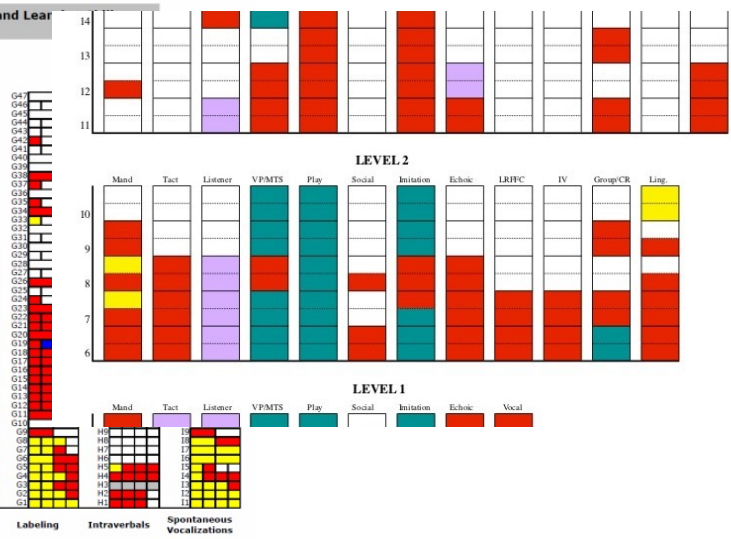 and Lear
14
13
12
11
LEVEL 2
Mand Tact Listener VP/MTS Play Social Imitation Echoic LRFFC IV Group/CR Ling.
10
9
8
7
6
LEVEL 1
Mand Tact Listener VP/MTS Play Social Imitation Echoic Vocal
G47
G46
G45
G44
G43
G42
G41
G40
G39
G38
G37
G36
G35
G34
G33
G32
G31
G30
G29
G28
G27
G26
G25
G24
G23
G22
G21
G20
G19
G18
G17
G16
G15
G14
G13
G12
G11
G10
G9 H9 I9
G8 H8 I8
G7 H7 I7
G6 H6 I6
G5 H5 I5
G4 H4 I4
G3 H3 I3
G2 H2 I2
G1 H1 I1
Labeling Intraverbals Spontaneous
Vocalizations